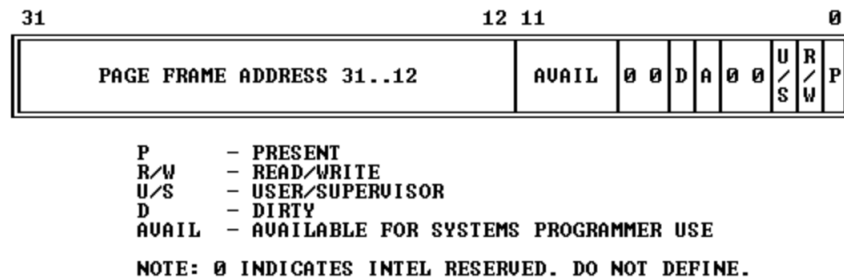 31 12 11 0
PAGE FRAME ADDRESS 31..12 AVAIL 0 0 D A 0 0 U/S R/W P
P - PRESENT
R/W - READ/WRITE
U/S - USER/SUPERVISOR
D - DIRTY
AVAIL - AVAILABLE FOR SYSTEMS PROGRAMMER USE
NOTE: 0 INDICATES INTEL RESERVED. DO NOT DEFINE.